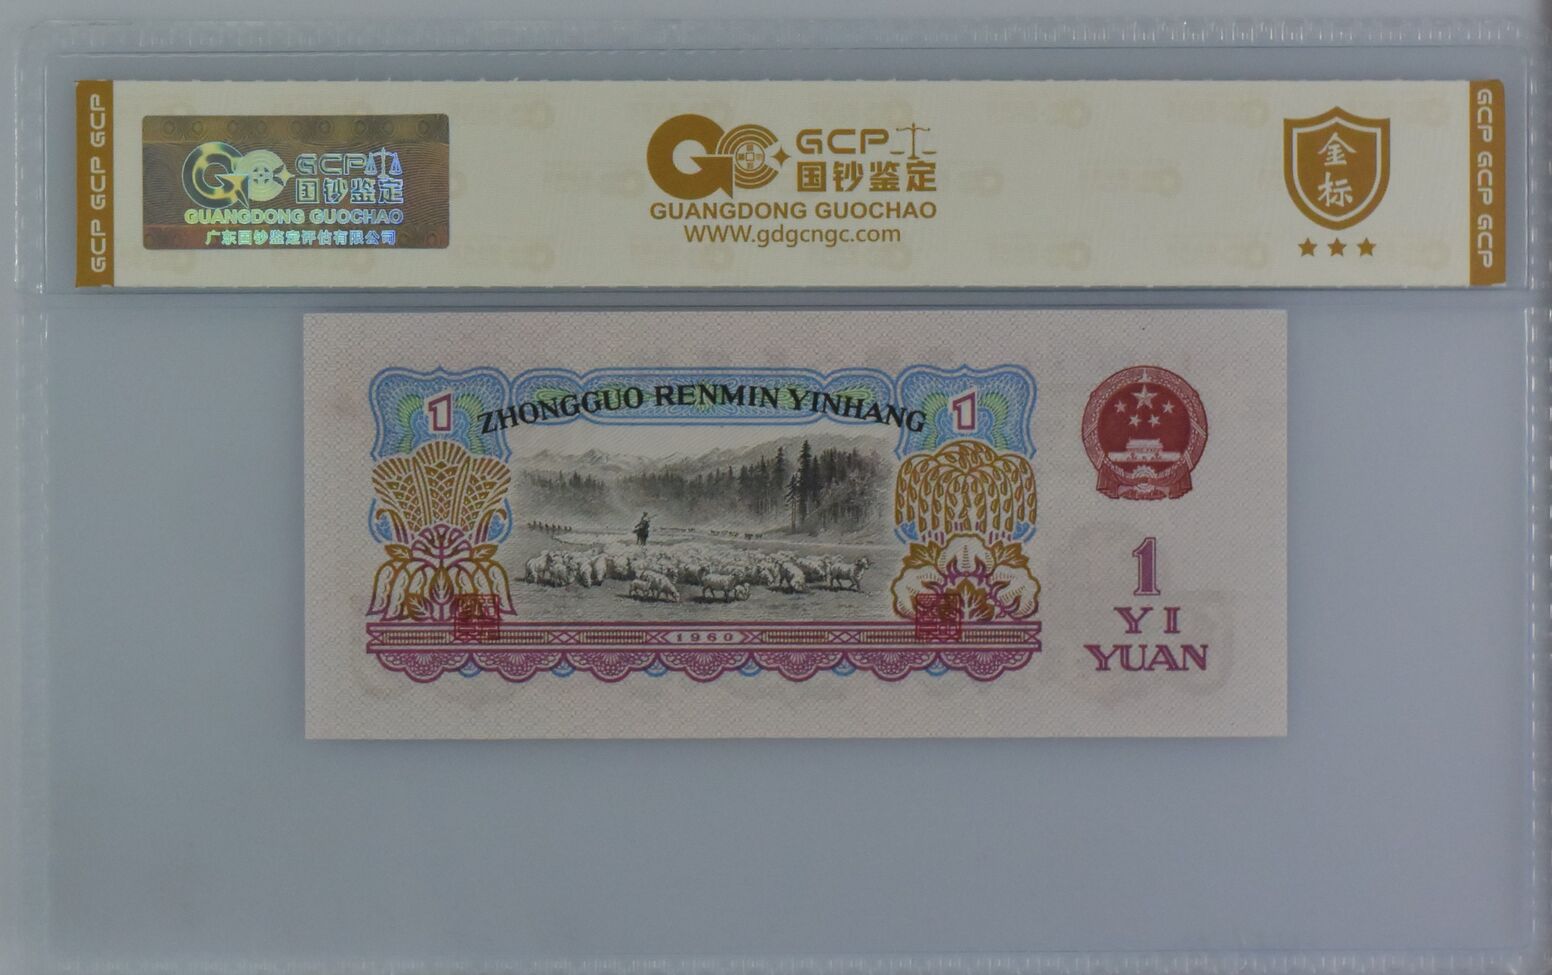 GCP GCP GCP
GCP
国钞鉴定
GUANGDONG GUOCHAO
广东国钞鉴定评估有限公司
GCP
国钞鉴定
GUANGDONG GUOCHAO
WWW.gdgcngc.com
金
标
GCP GCP GCP
1
ZHONGGUO RENMIN YINHANG
1
1960
1
YI
YUAN